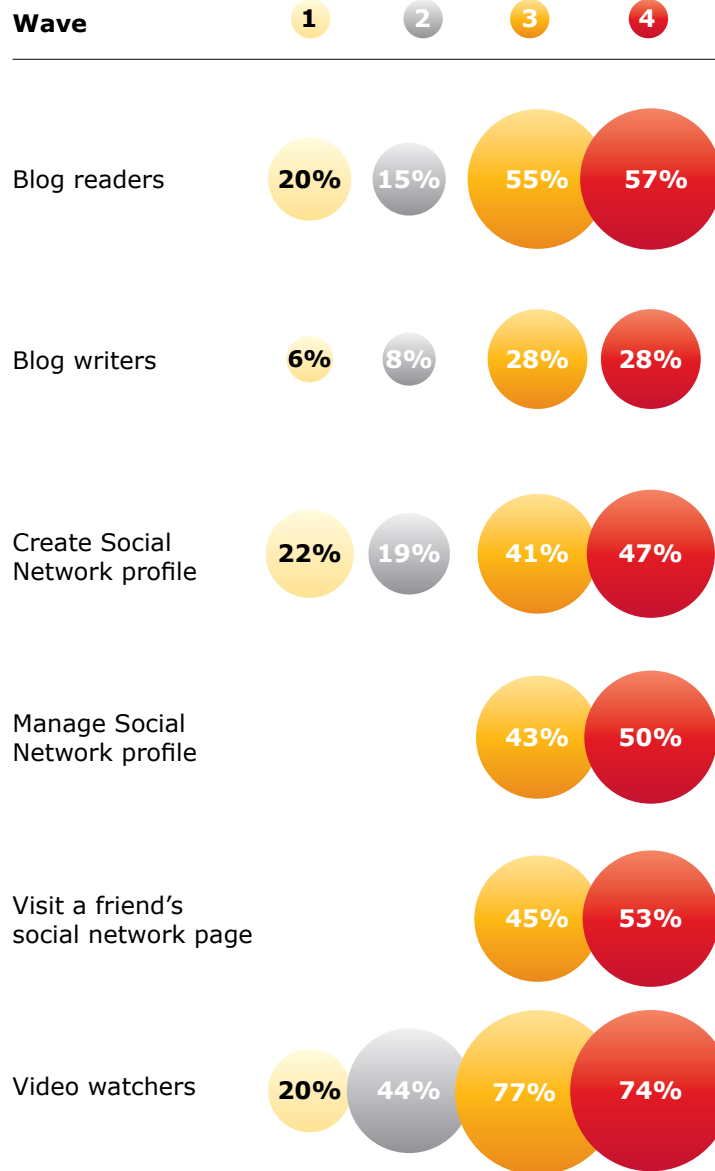 Wave 1 2 3 4
Blog readers 20% 15% 55% 57%
Blog writers 6% 8% 28% 28%
Create Social
Network profile 22% 19% 41% 47%
Manage Social
Network profile 43% 50%
Visit a friend’s
social network page 45% 53%
Video watchers 20% 44% 77% 74%